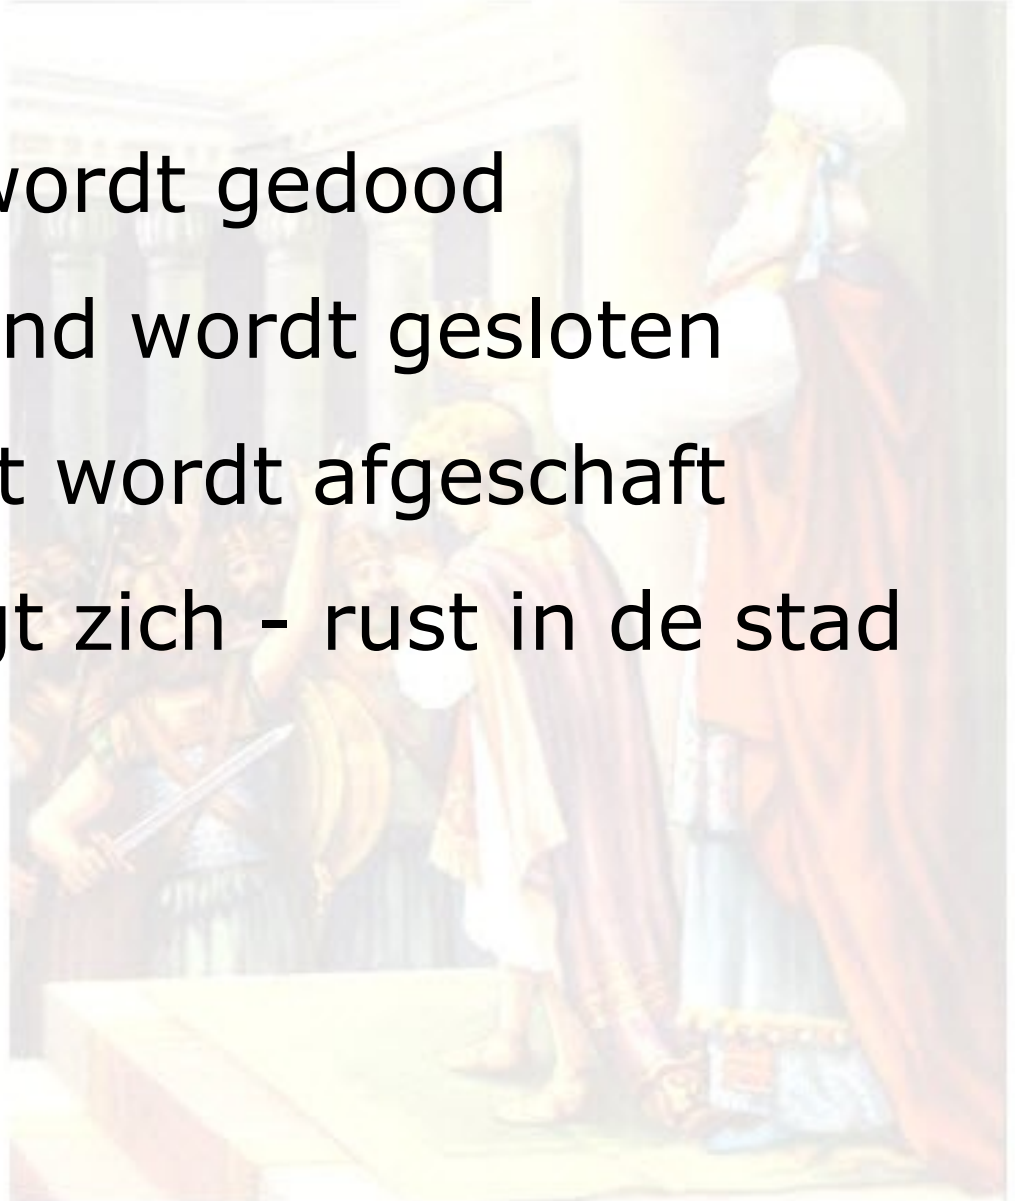 wordt gedood
nd wordt gesloten
t wordt afgeschaft
gt zich - rust in de stad